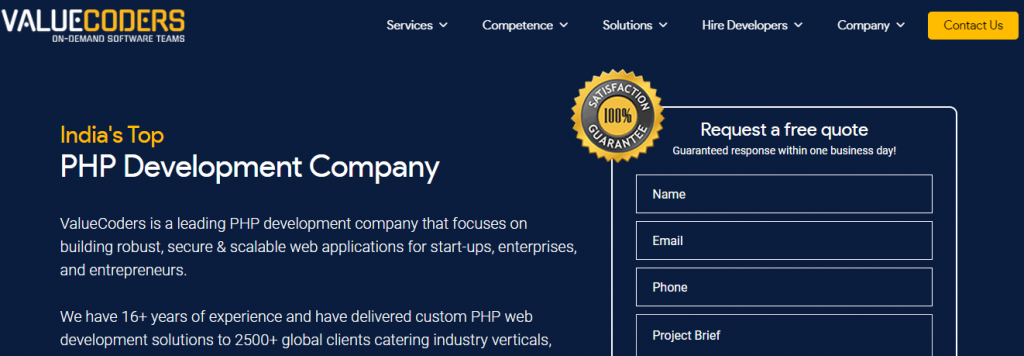 VALUECODERS
ON-DEMAND SOFTWARE TEAMS
Services
Competence
Solutions
Hire Developers
Company
Contact Us
India's Top
PHP Development Company
ValueCoders is a leading PHP development company that focuses on
building robust, secure & scalable web applications for start-ups, enterprises,
and entrepreneurs.
We have 16+ years of experience and have delivered custom PHP web
development solutions to 2500+ global clients catering industry verticals,
SATISFACTION
100%
GUARANTEE
Request a free quote
Guaranteed response within one business day!
Name
Email
Phone
Project Brief